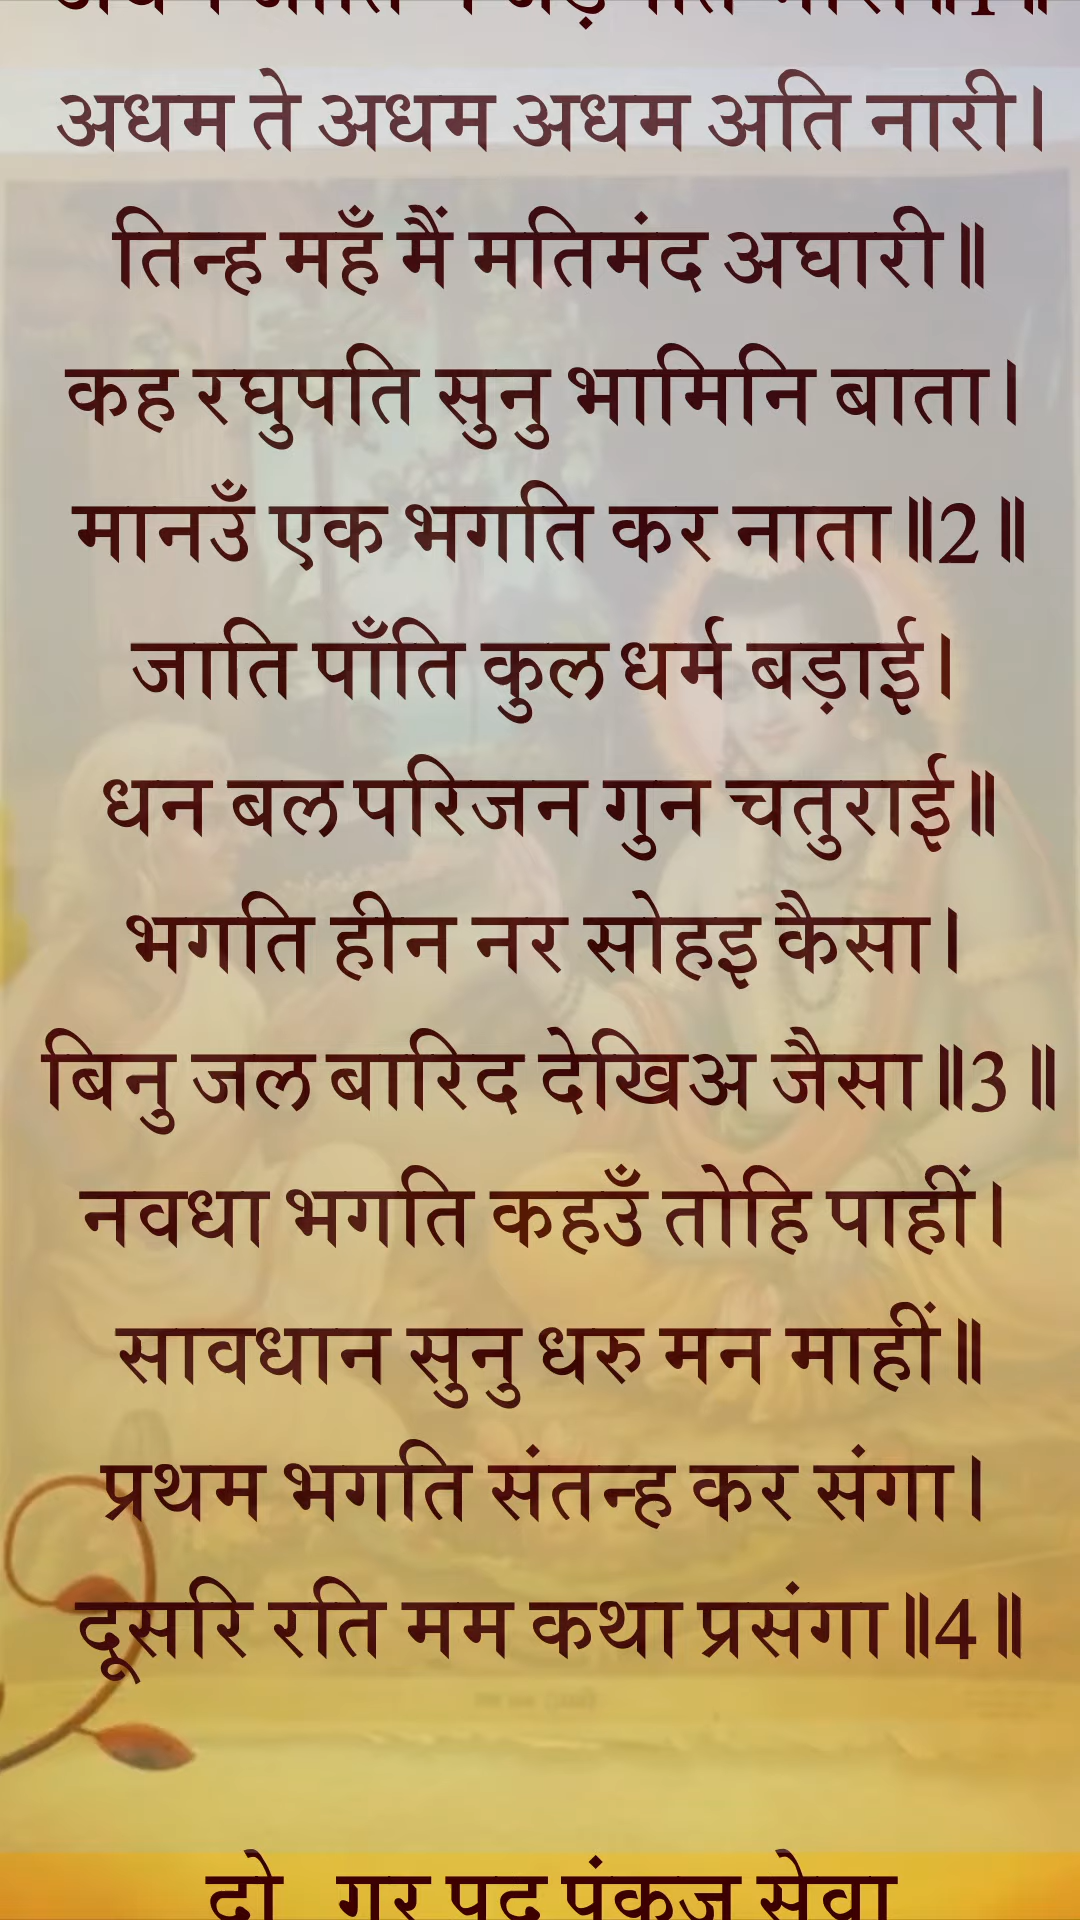 अधम ते अधम अधम अति नारी।
तिन्ह महँ मैं मतिमंद अघारी॥
कह रघुपति सुनु भामिनि बाता।
मानउँ एक भगति कर नाता॥2॥
जाति पाँति कुल धर्म बड़ाई।
धन बल परिजन गुन चतुराई॥
भगति हीन नर सोहइ कैसा।
बिनु जल बारिद देखिअ जैसा॥3॥
नवधा भगति कहउँ तोहि पाहीं।
सावधान सुनु धरु मन माहीं॥
प्रथम भगति संतन्ह कर संगा।
दूसरि रति मम कथा प्रसंगा॥4॥
दो पद पंकज सेवा